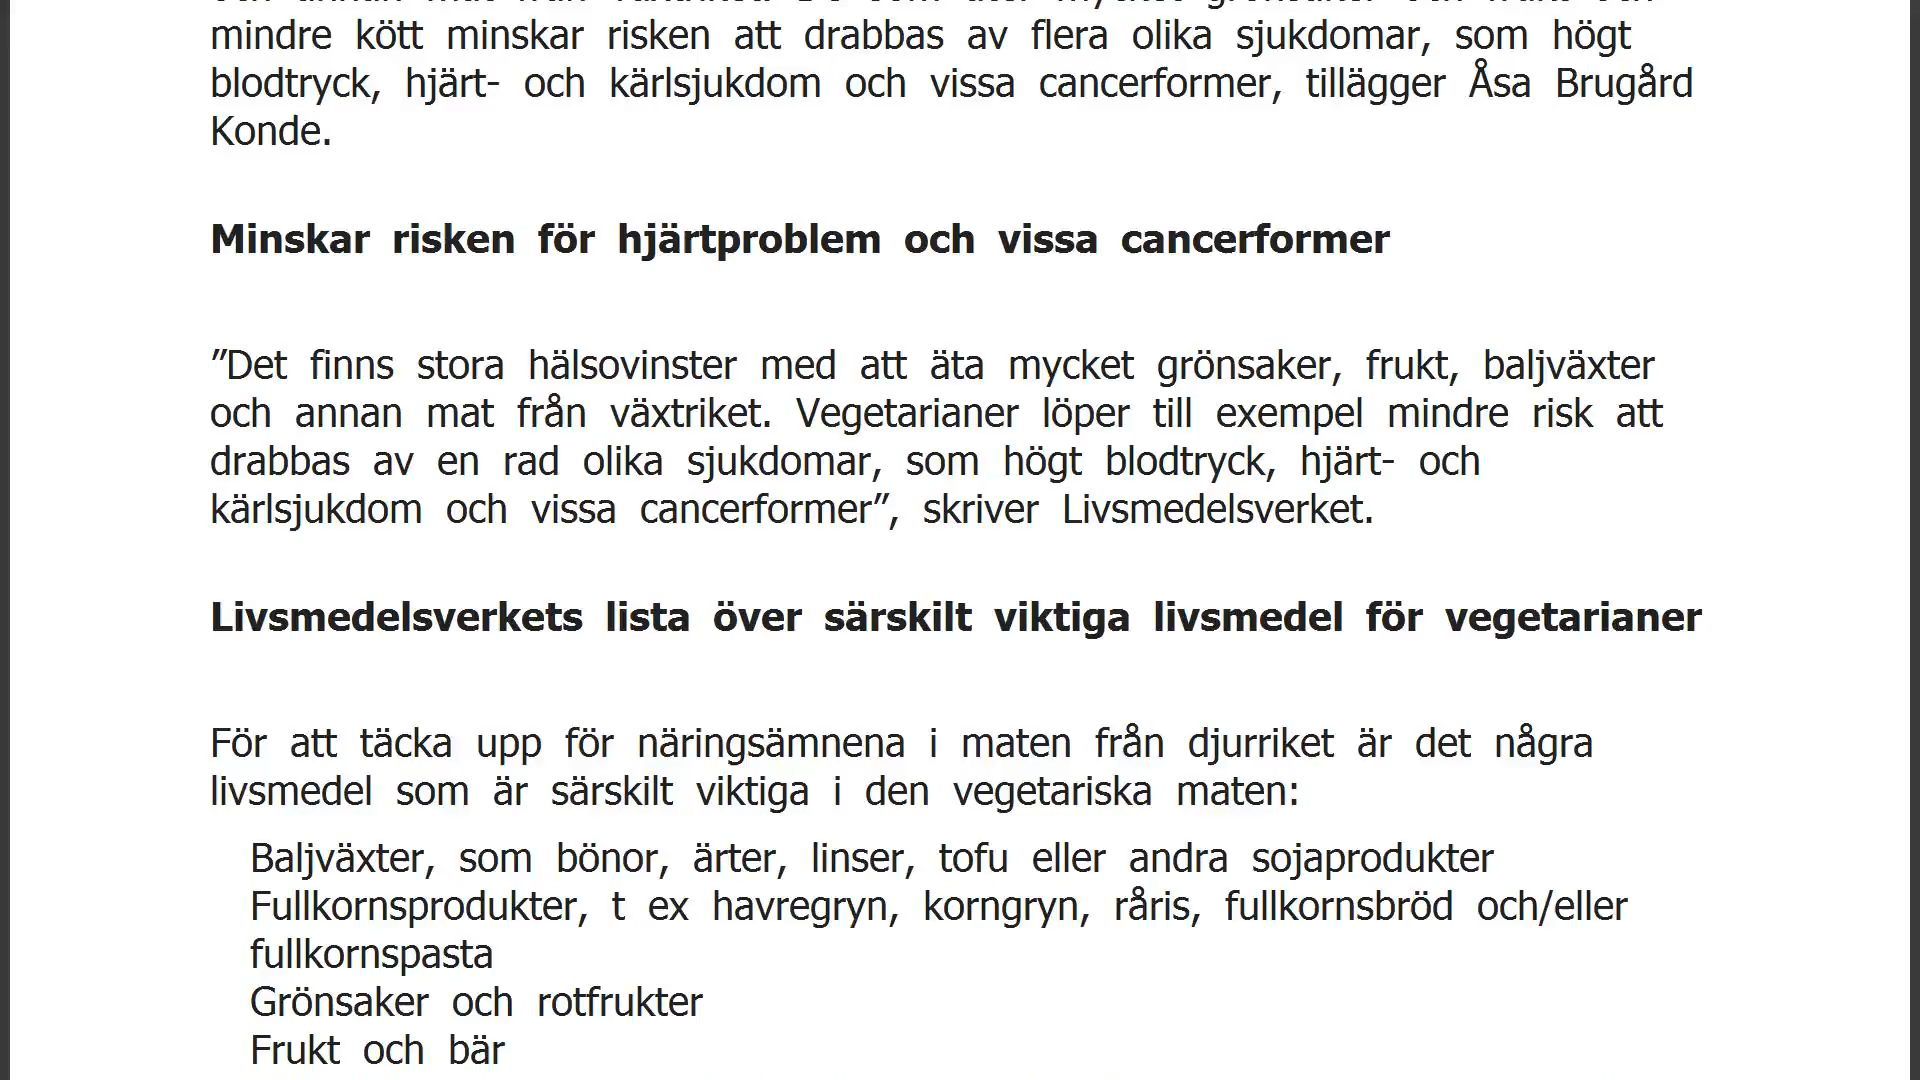 mindre kött minskar risken att drabbas av flera olika sjukdomar, som högt
blodtryck, hjärt- och kärlsjukdom och vissa cancerformer, tillägger Åsa Brugård
Konde.
Minskar risken för hjärtproblem och vissa cancerformer
”Det finns stora hälsovinster med att äta mycket grönsaker, frukt, baljväxter
och annan mat från växtriket. Vegetarianer löper till exempel mindre risk att
drabbas av en rad olika sjukdomar, som högt blodtryck, hjärt- och
kärlsjukdom och vissa cancerformer”, skriver Livsmedelsverket.
Livsmedelsverkets lista över särskilt viktiga livsmedel för vegetarianer
För att täcka upp för näringsämnena i maten från djurriket är det några
livsmedel som är särskilt viktiga i den vegetariska maten:
Baljväxter, som bönor, ärter, linser, tofu eller andra sojaprodukter
Fullkornsprodukter, t ex havregryn, korngryn, råris, fullkornsbröd och/eller
fullkornspasta
Grönsaker och rotfrukter
Frukt och bär